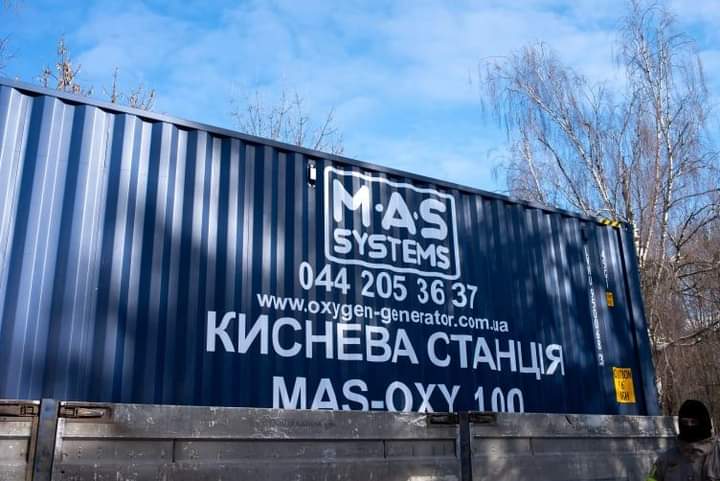 M·A·S
SYSTEMS
044 205 36 37
www.oxygen-generator.com.ua
КИСНЕВА СТАНЦІЯ
MAS-OXY 100